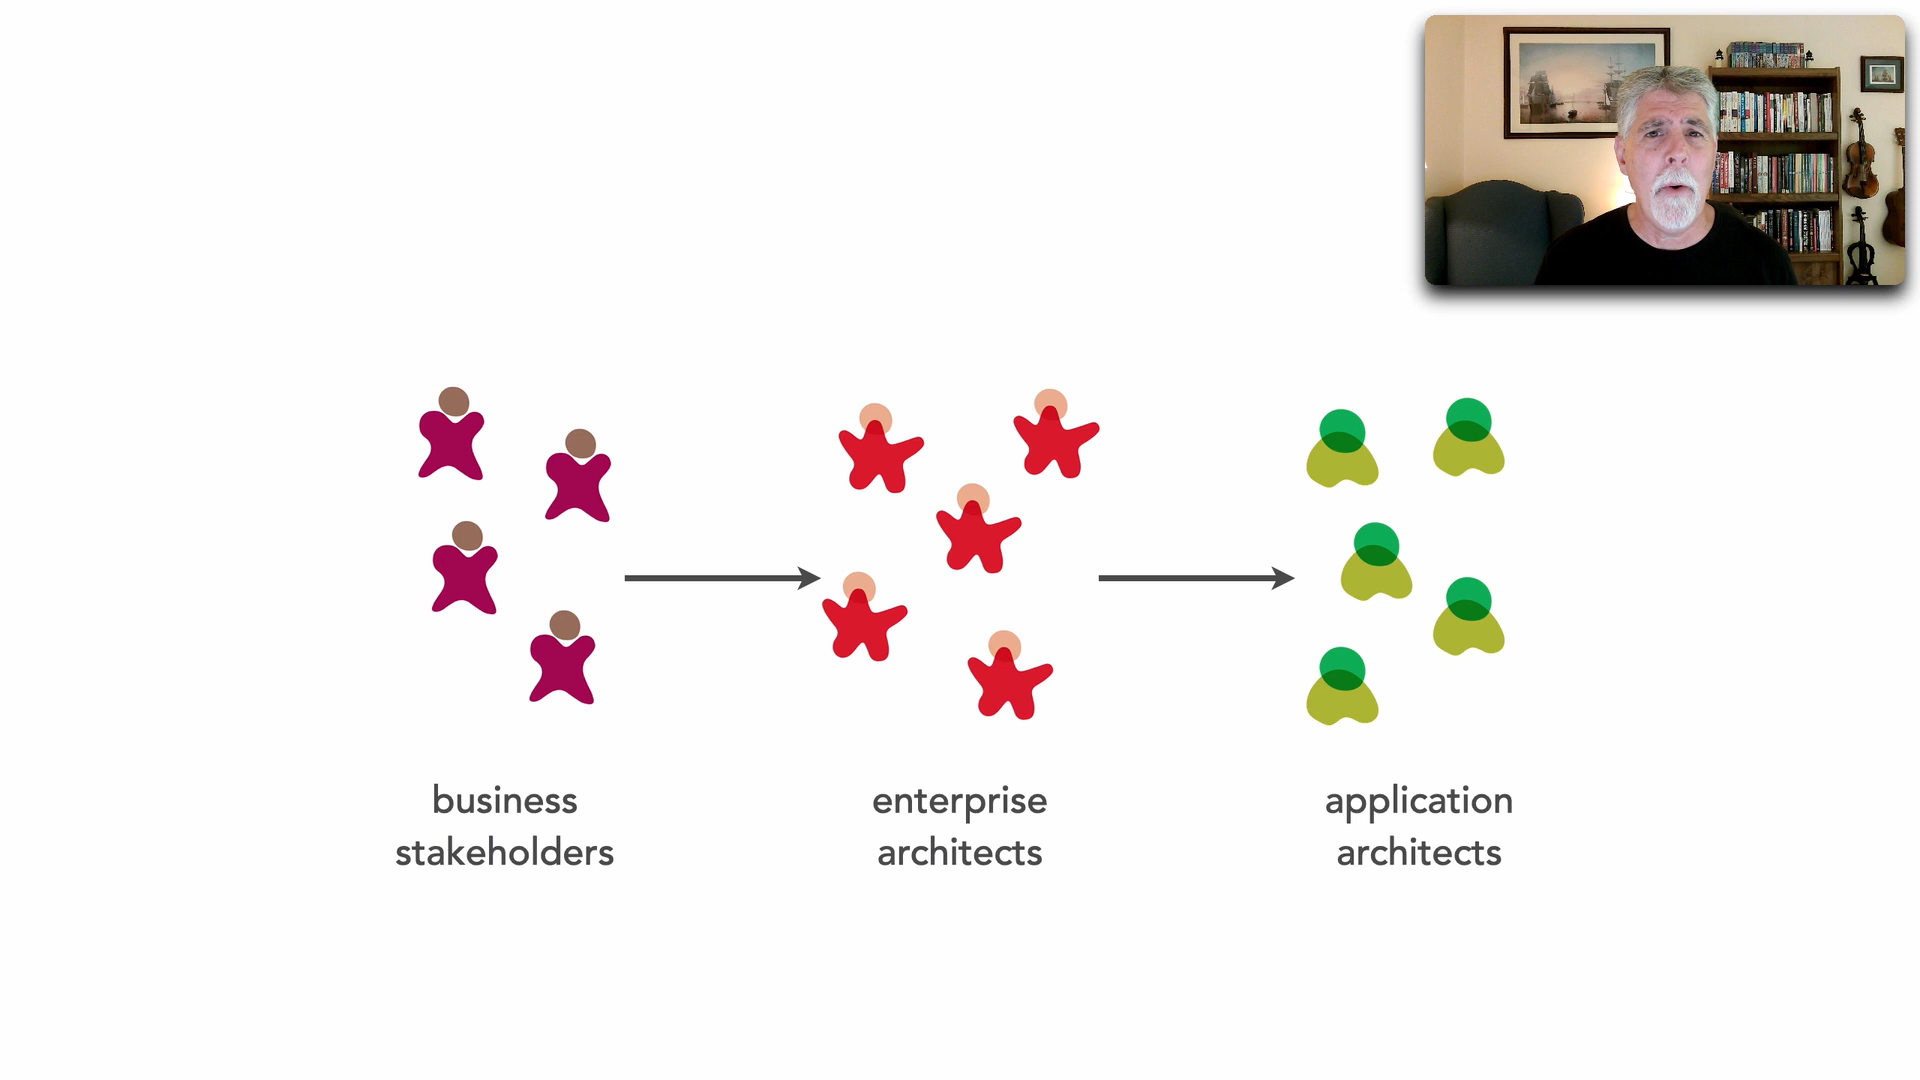 business
stakeholders
enterprise
architects
application
architects